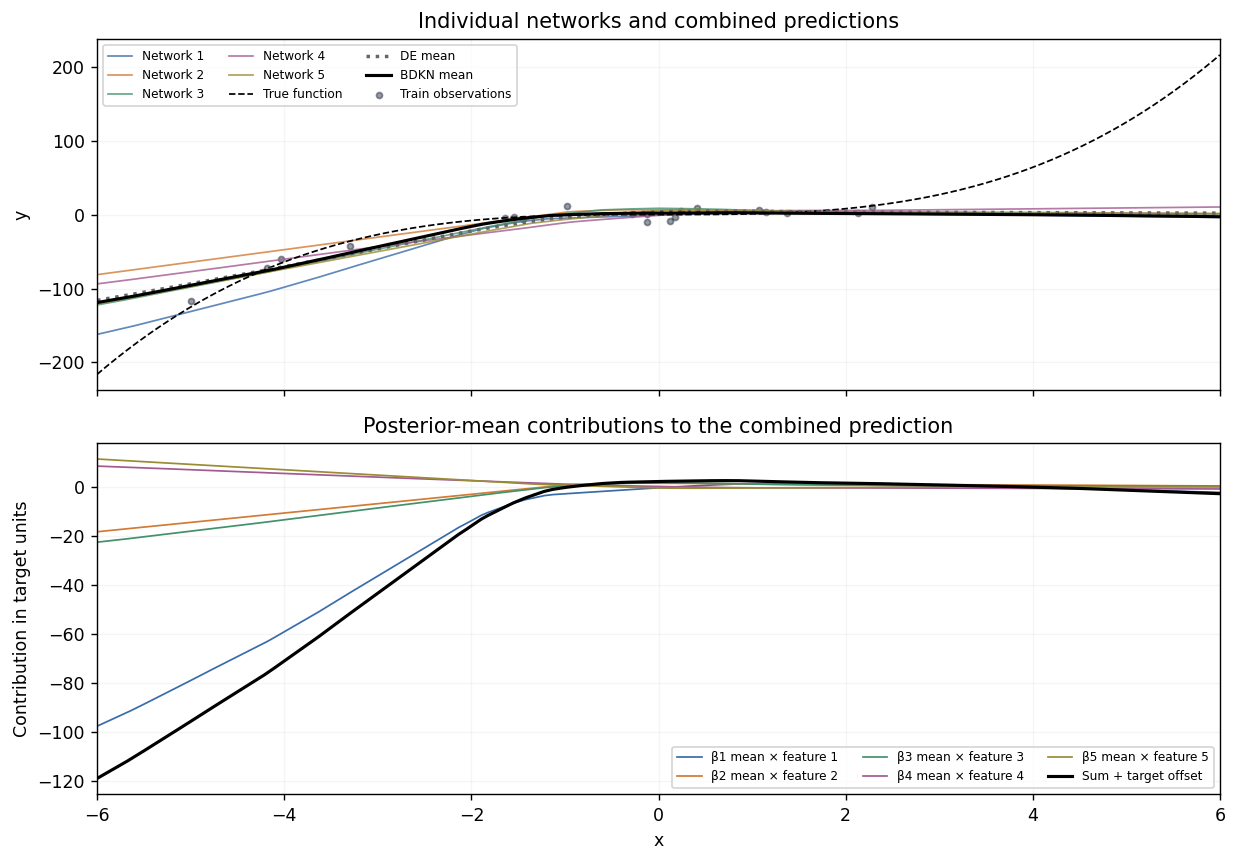 Individual networks and combined predictions
200
100
0
−100
−200
y
Network 1
Network 2
Network 3
Network 4
Network 5
True function
DE mean
BDKN mean
Train observations
Posterior-mean contributions to the combined prediction
0
−20
−40
−60
−80
−100
−120
Contribution in target units
β1 mean × feature 1
β2 mean × feature 2
β3 mean × feature 3
β4 mean × feature 4
β5 mean × feature 5
Sum + target offset
−6
−4
−2
0
2
4
6
x